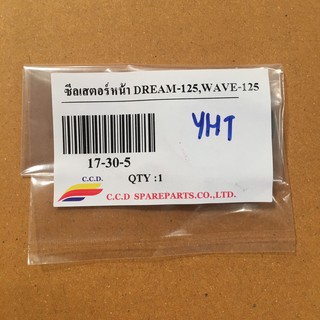 ซีลเสตอร์หน้า DREAM-125,WAVE-125
YHT
17-30-5
C.C.D.
QTY :1
C.C.D SPAREPARTS.CO.,LTD.